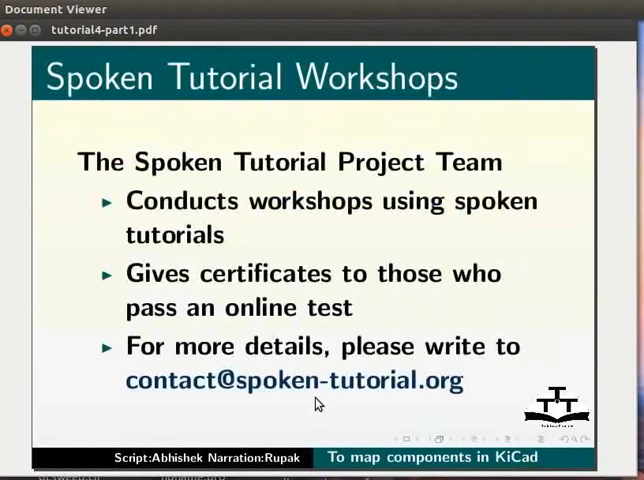 Document Viewer
tutorial4-part1.pdf
Spoken Tutorial Workshops
The Spoken Tutorial Project Team
Conducts workshops using spoken
tutorials
Gives certificates to those who
pass an online test
For more details, please write to
contact@spoken-tutorial.org
Script:Abhishek Narration:Rupak
To map components in KiCad